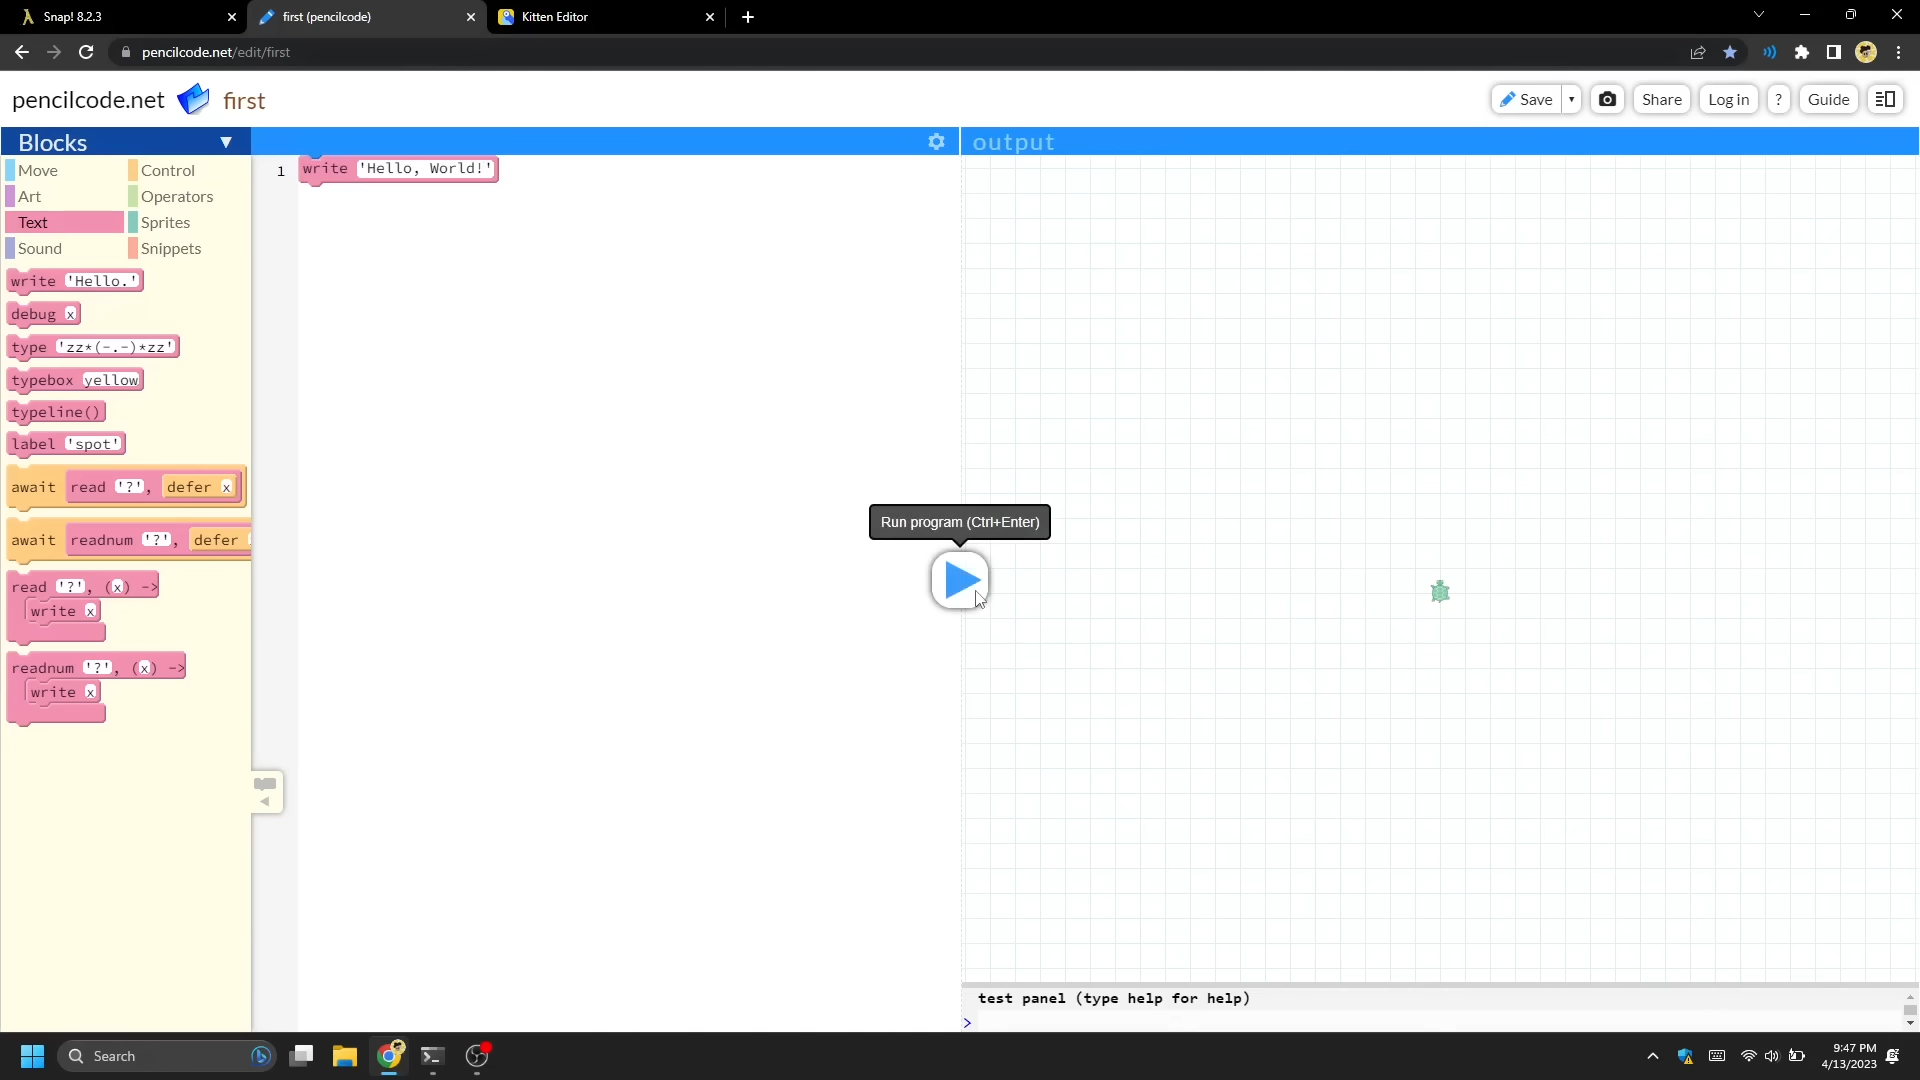 Snap! 8.2.3
first (pencilcode)
Kitten Editor
pencilcode.net/edit/first
pencilcode.net first
Save
Share
Log in
?
Guide
Blocks
output
Move Control
Art Operators
Text Sprites
Sound Snippets
write 'Hello.'
debug x
type 'zz*(-.-)*zz'
typebox yellow
typeline()
label 'spot'
await read '?', defer x
await readnum '?', defer
read '?', (x) ->
write x
readnum '?', (x) ->
write x
1 write 'Hello, World!'
Run program (Ctrl+Enter)
test panel (type help for help)
>
Search
9:47 PM
4/13/2023